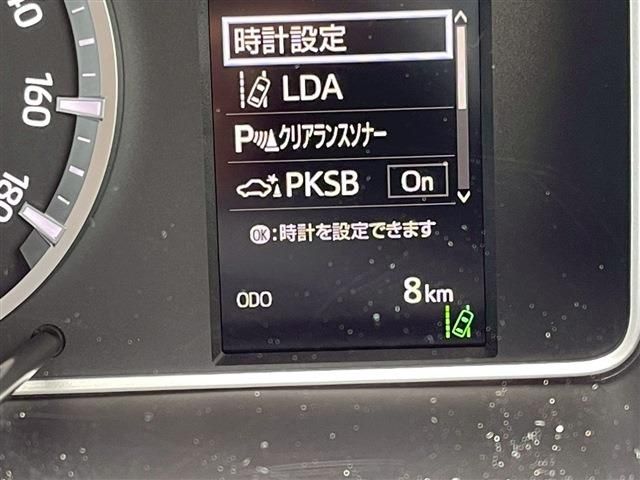 時計設定
LDA
P クリアランスソナー
PKSB On
OK:時計を設定できます
ODO 8km
160
180